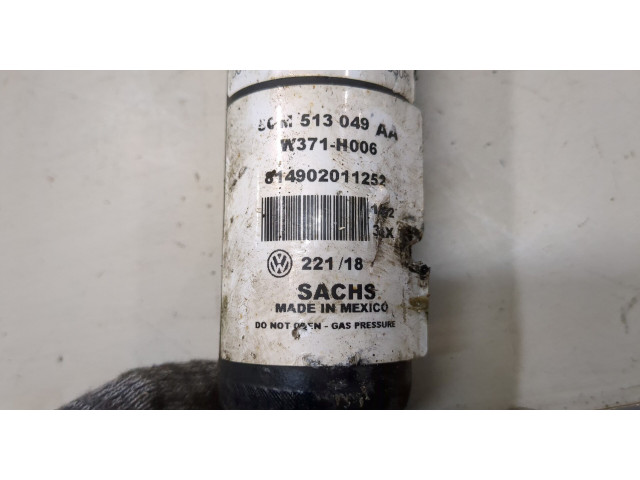 513 049 AA
W371-H006
814902011252
221/18
SACHS
MADE IN MEXICO
DO NOT OPEN - GAS PRESSURE